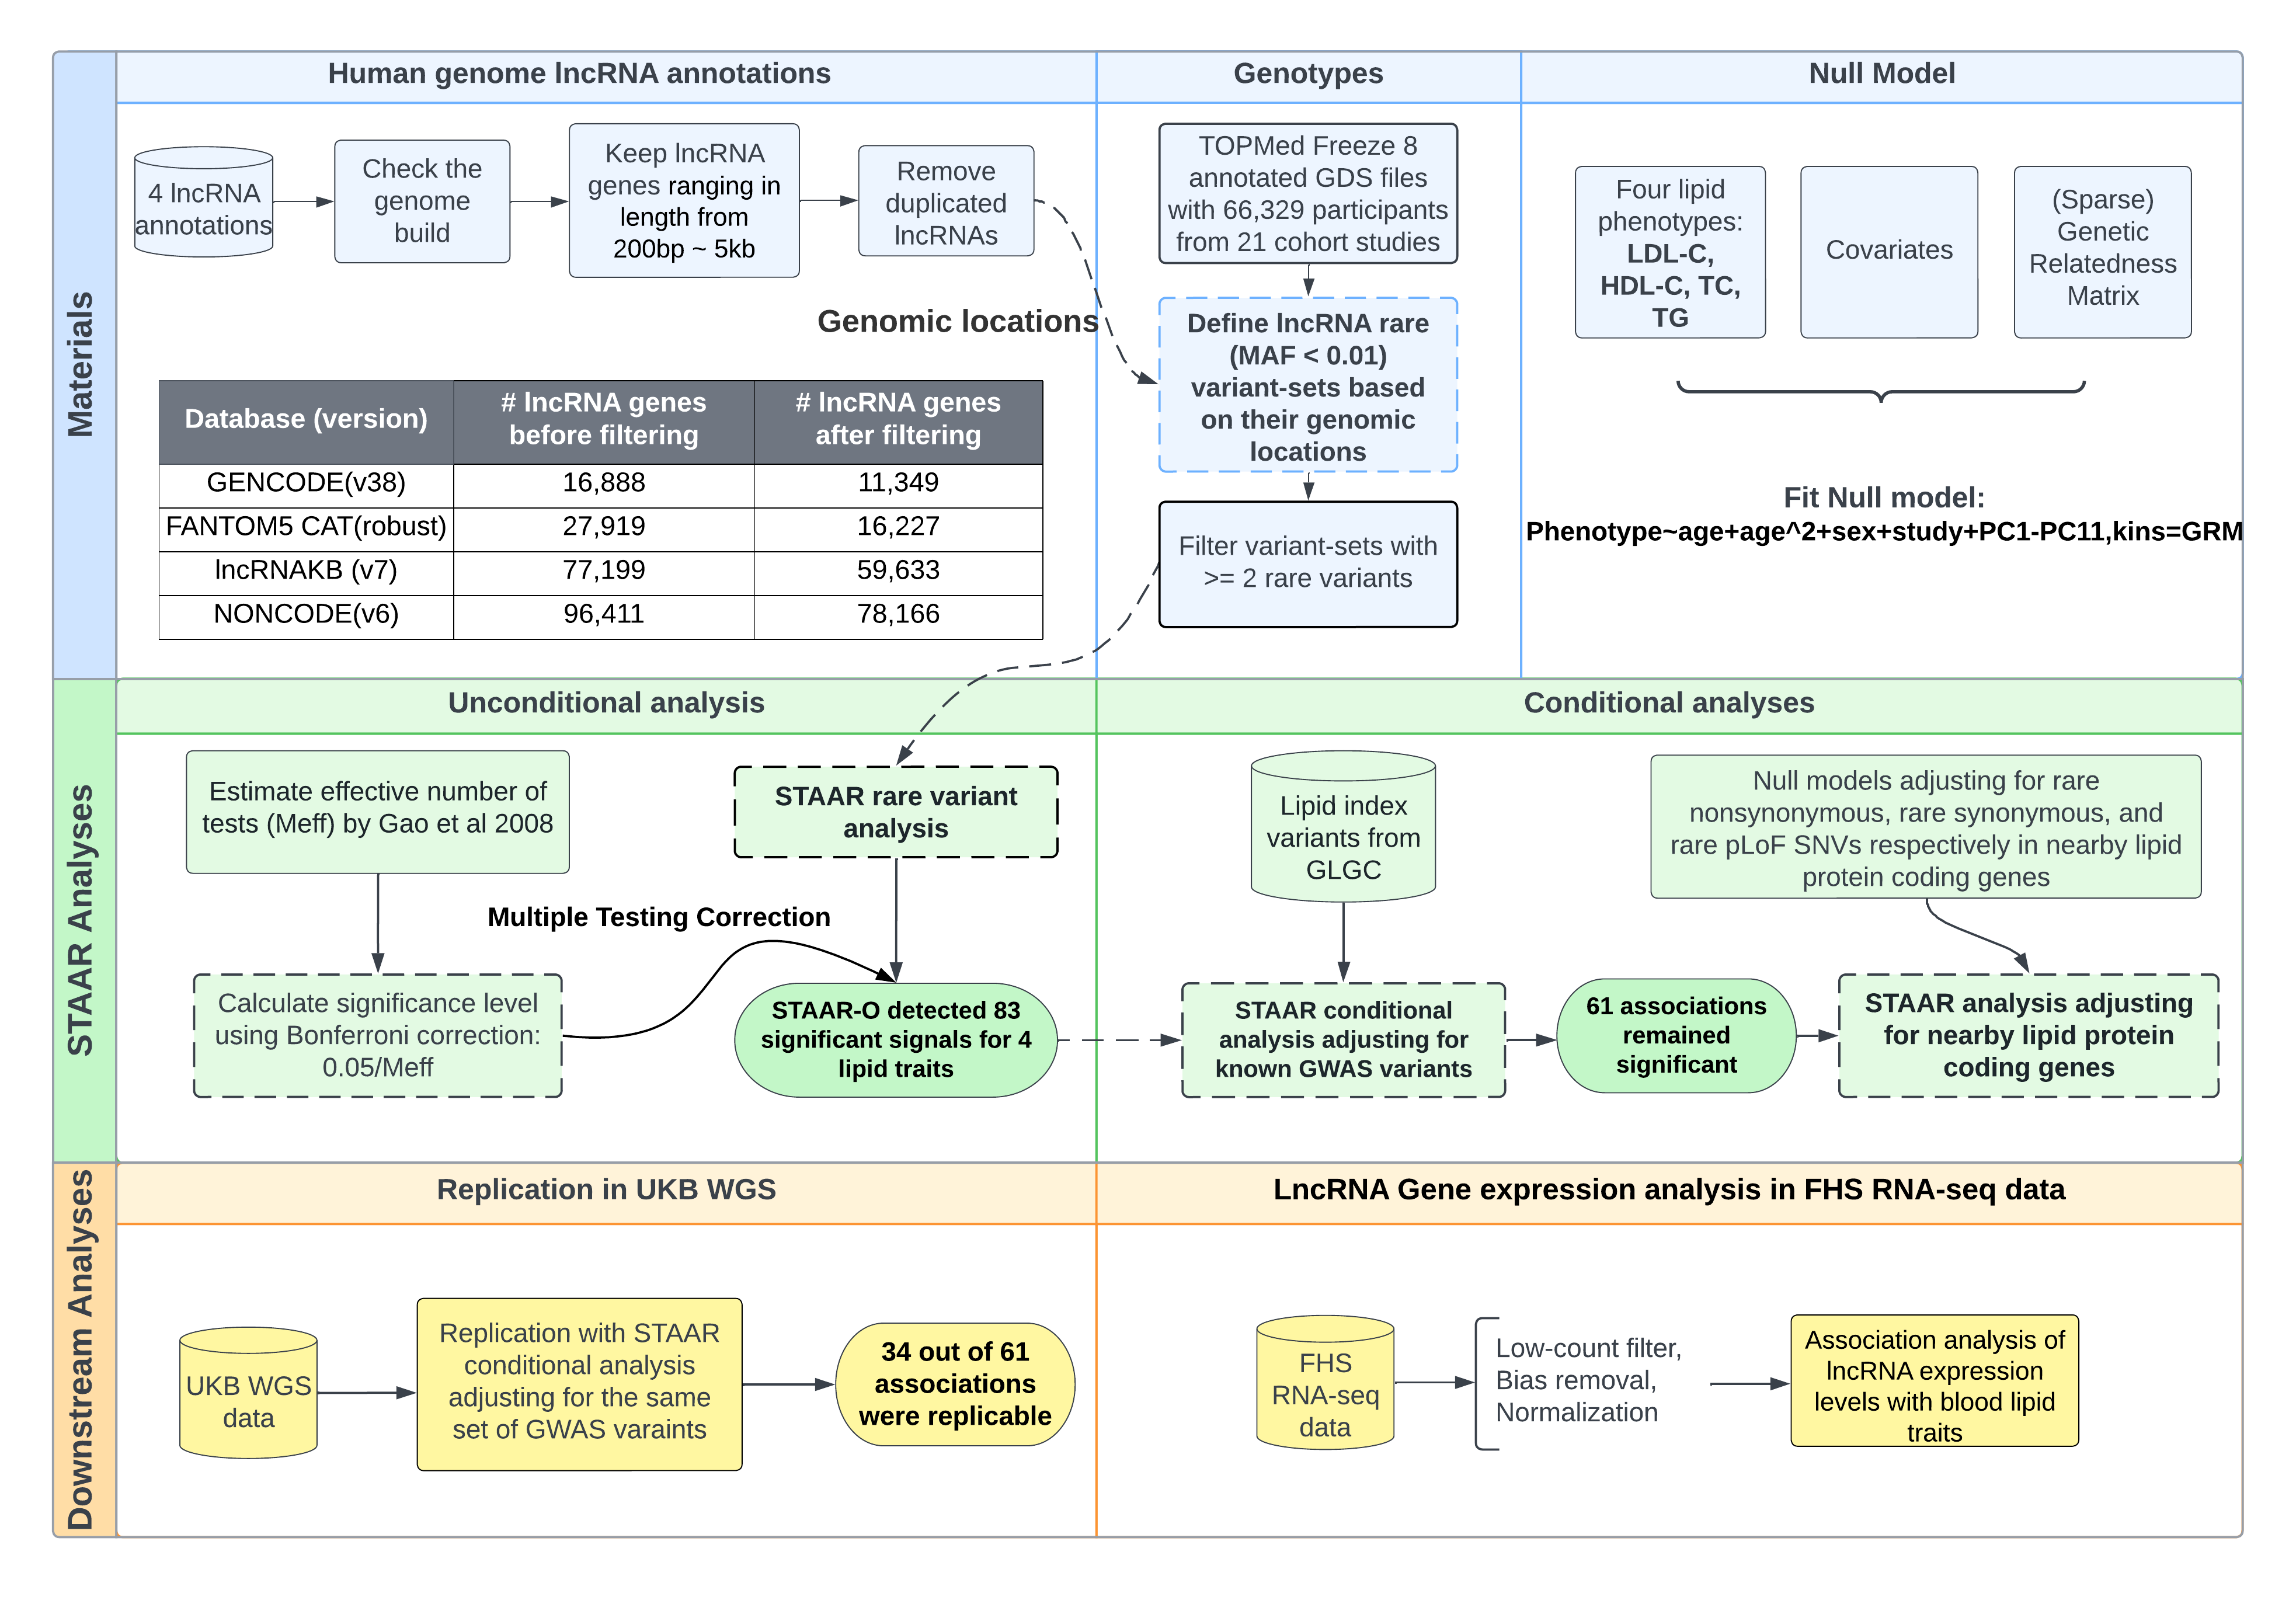 Materials
Human genome lncRNA annotations
Genotypes
Null Model
4 lncRNA
annotations
Check the
genome
build
Keep lncRNA
genes ranging in
length from
200bp ~ 5kb
Remove
duplicated
lncRNAs
Genomic locations
Database (version)
# lncRNA genes
before filtering
# lncRNA genes
after filtering
GENCODE(v38) 16,888 11,349
FANTOM5 CAT(robust) 27,919 16,227
lncRNAKB (v7) 77,199 59,633
NONCODE(v6) 96,411 78,166
TOPMed Freeze 8
annotated GDS files
with 66,329 participants
from 21 cohort studies
Define lncRNA rare
(MAF < 0.01)
variant-sets based
on their genomic
locations
Filter variant-sets with
>= 2 rare variants
Four lipid
phenotypes:
LDL-C,
HDL-C, TC,
TG
Covariates
(Sparse)
Genetic
Relatedness
Matrix
Fit Null model:
Phenotype~age+age^2+sex+study+PC1-PC11,kins=GRM
STAAR Analyses
Unconditional analysis
Conditional analyses
Estimate effective number of
tests (Meff) by Gao et al 2008
STAAR rare variant
analysis
Multiple Testing Correction
Calculate significance level
using Bonferroni correction:
0.05/Meff
STAAR-O detected 83
significant signals for 4
lipid traits
Lipid index
variants from
GLGC
Null models adjusting for rare
nonsynonymous, rare synonymous, and
rare pLoF SNVs respectively in nearby lipid
protein coding genes
STAAR conditional
analysis adjusting for
known GWAS variants
61 associations
remained
significant
STAAR analysis adjusting
for nearby lipid protein
coding genes
Downstream Analyses
Replication in UKB WGS
LncRNA Gene expression analysis in FHS RNA-seq data
UKB WGS
data
Replication with STAAR
conditional analysis
adjusting for the same
set of GWAS varaints
34 out of 61
associations
were replicable
FHS
RNA-seq
data
Low-count filter,
Bias removal,
Normalization
Association analysis of
lncRNA expression
levels with blood lipid
traits